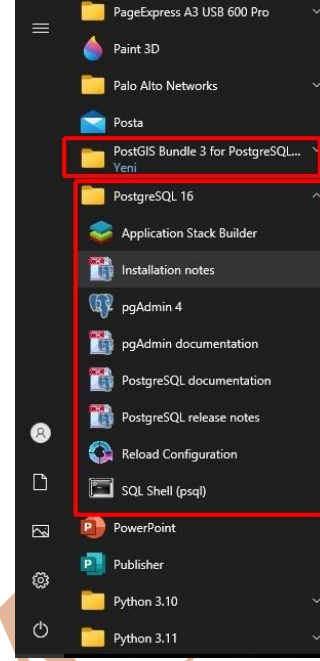 PageExpress A3 USB 600 Pro
Paint 3D
Palo Alto Networks
Posta
PostGIS Bundle 3 for PostgreSQL...
Yeni
PostgreSQL 16
Application Stack Builder
Installation notes
pgAdmin 4
pgAdmin documentation
PostgreSQL documentation
PostgreSQL release notes
Reload Configuration
SQL Shell (psql)
PowerPoint
Publisher
Python 3.10
Python 3.11